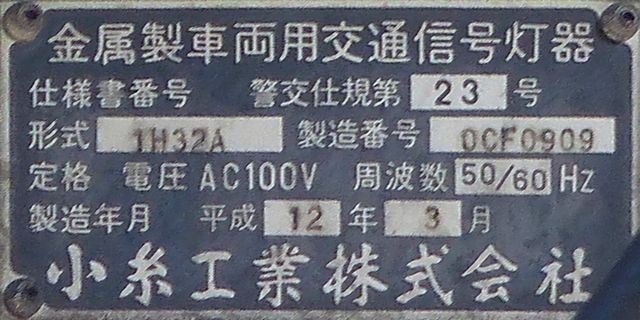 金属製車両用交通信号灯器
仕様書番号 警交仕規第 23 号
形式 1H32A 製造番号 0CF0909
定格 電圧 AC100V 周波数 50/60 Hz
製造年月 平成 12 年 3 月
小糸工業株式会社